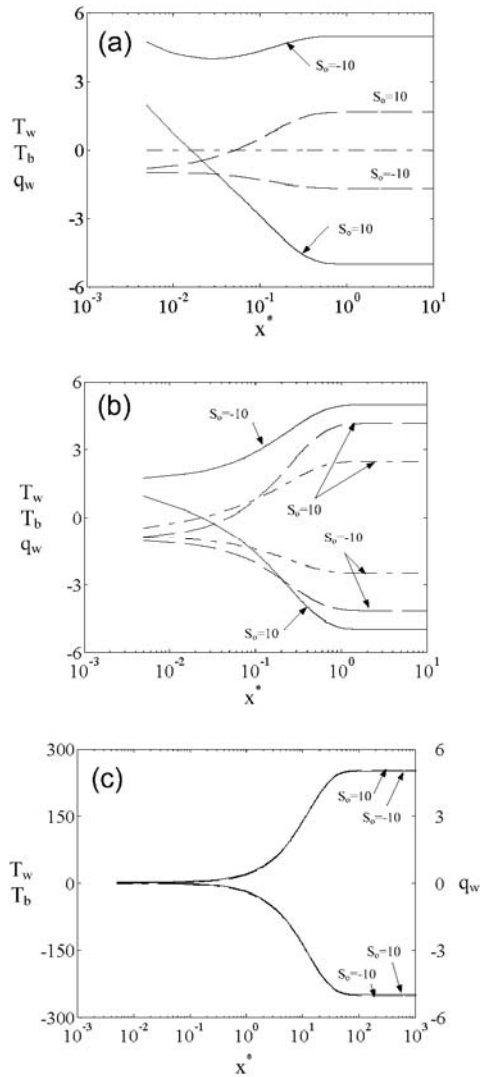 (a)
6
3
0
-3
-6
T_w
T_b
q_w
S_o=-10
S_o=10
S_o=-10
S_o=10
10^-3 10^-2 10^-1 10^0 10^1
x*
(b)
6
3
0
-3
-6
T_w
T_b
q_w
S_o=-10
S_o=10
S_o=-10
S_o=10
10^-3 10^-2 10^-1 10^0 10^1
x*
(c)
300
150
0
-150
-300
T_w
T_b
6
3
0
-3
-6
q_w
S_o=10
S_o=-10
S_o=10
S_o=-10
10^-3 10^-2 10^-1 10^0 10^1 10^2 10^3
x*